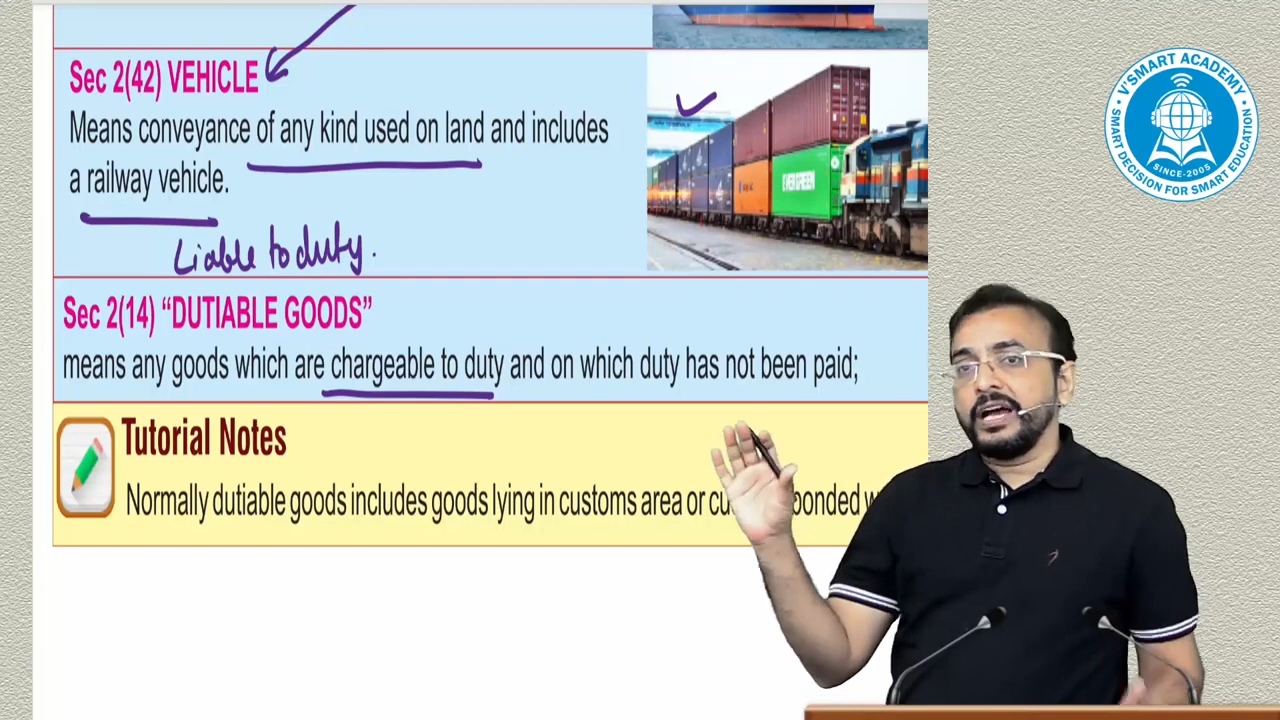 Sec 2(42) VEHICLE
Means conveyance of any kind used on land and includes
a railway vehicle.
Liable to duty.
Sec 2(14) “DUTIABLE GOODS”
means any goods which are chargeable to duty and on which duty has not been paid;
Tutorial Notes
Normally dutiable goods includes goods lying in customs area or bonded
V'SMART ACADEMY
SMART DECISION FOR SMART EDUCATION
SINCE-2005
EVERGREEN